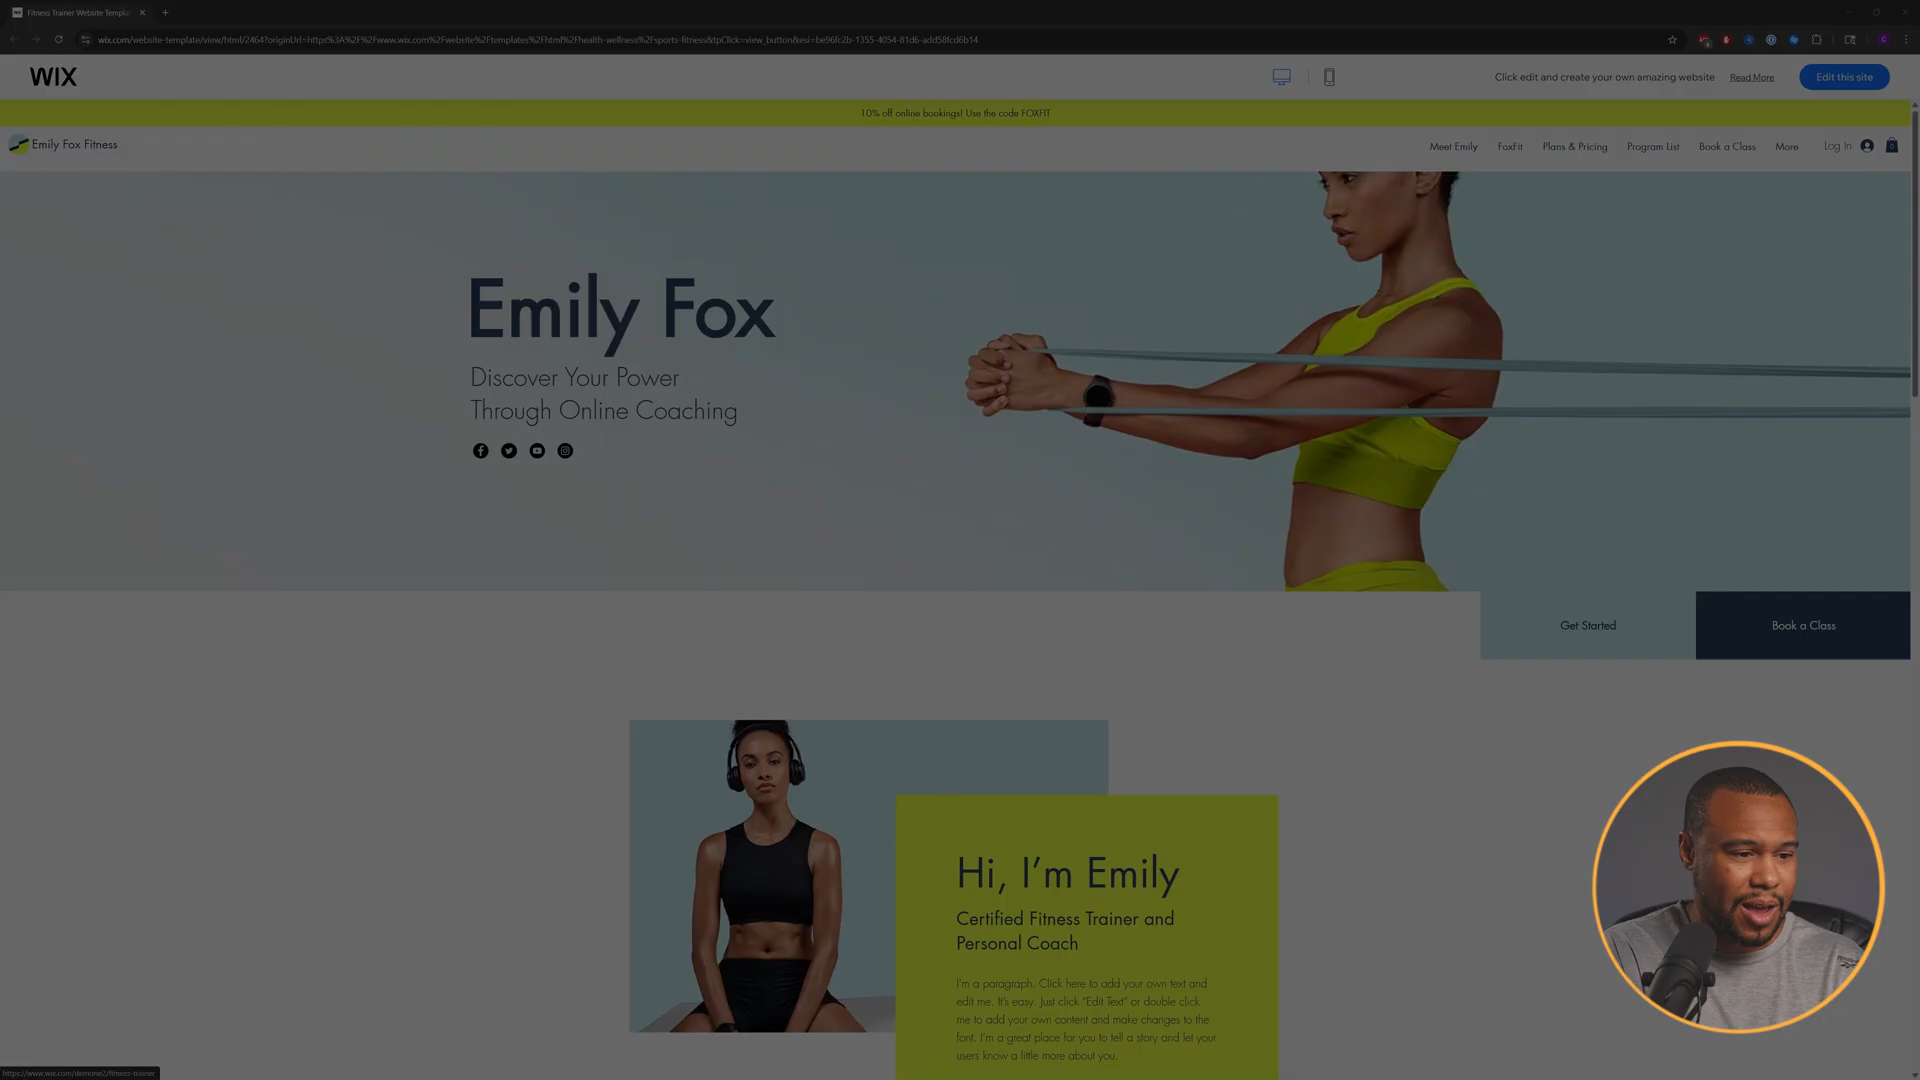 Fitness Trainer Website Templa
wix.com/website-template/view/html/2464?originUrl=https%3A%2F%2Fwww.wix.com%2Fwebsite%2Ftemplates%2Fhtml%2Fhealth-wellness%2Fsports-fitness&tpClick=view_button&esi=be96fc2b-1355-4054-81d6-add58fcd6b14
WIX
Click edit and create your own amazing website
Read More
Edit this site
10% off online bookings! Use the code FOXFIT
Emily Fox Fitness
Meet Emily
FoxFit
Plans & Pricing
Program List
Book a Class
More
Log In
0
Emily Fox
Discover Your Power
Through Online Coaching
Get Started
Book a Class
Hi, I'm Emily
Certified Fitness Trainer and
Personal Coach
I'm a paragraph. Click here to add your own text and
edit me. It's easy. Just click "Edit Text" or double click
me to add your own content and make changes to the
font. I'm a great place for you to tell a story and let your
users know a little more about you.
https://www.wix.com/demone2/fitness-trainer